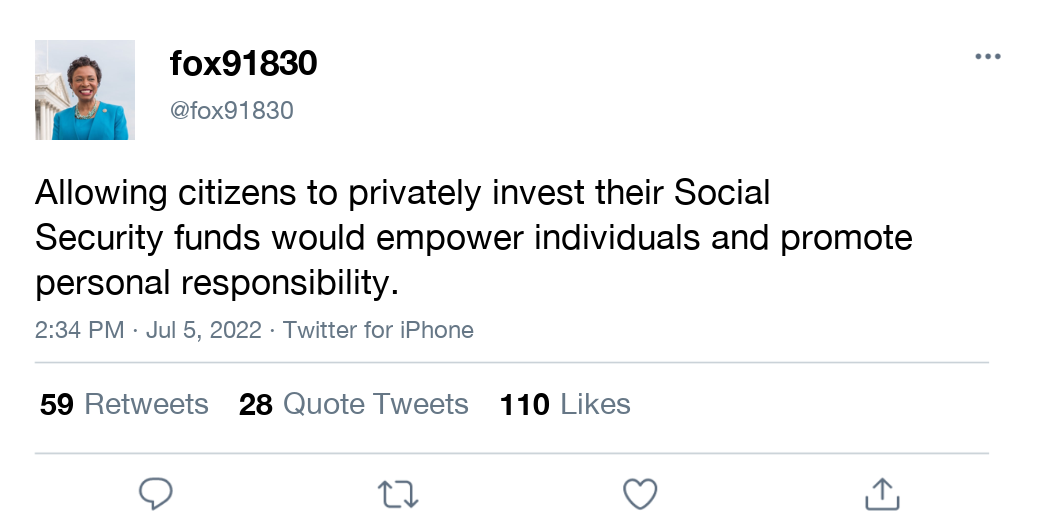 fox91830
@fox91830
Allowing citizens to privately invest their Social
Security funds would empower individuals and promote
personal responsibility.
2:34 PM · Jul 5, 2022 · Twitter for iPhone
59 Retweets 28 Quote Tweets 110 Likes